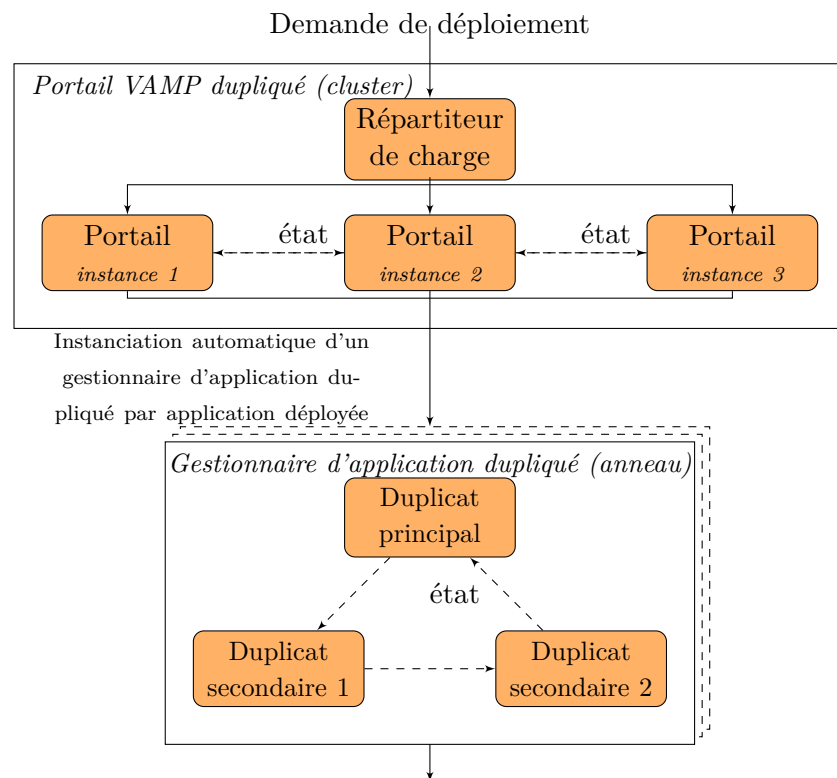 Demande de déploiement
Portail VAMP dupliqué (cluster)
Répartiteur
de charge
Portail
instance 1
état
Portail
instance 2
état
Portail
instance 3
Instanciation automatique d'un
gestionnaire d'application du-
pliqué par application déployée
Gestionnaire d'application dupliqué (anneau)
Duplicat
principal
état
Duplicat
secondaire 1
Duplicat
secondaire 2